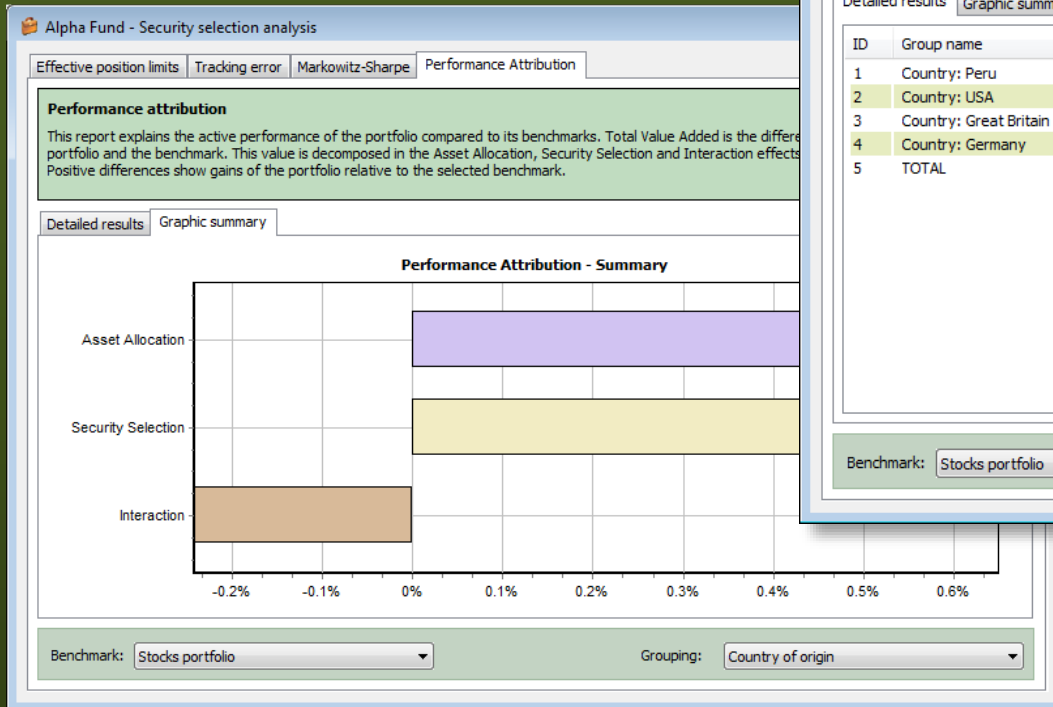 Alpha Fund - Security selection analysis
Effective position limits Tracking error Markowitz-Sharpe Performance Attribution
Performance attribution
This report explains the active performance of the portfolio compared to its benchmarks. Total Value Added is the
portfolio and the benchmark. This value is decomposed in the Asset Allocation, Security Selection and Interaction effects
Positive differences show gains of the portfolio relative to the selected benchmark.
Detailed results Graphic summary
Performance Attribution - Summary
Asset Allocation
Security Selection
Interaction
-0.2% -0.1% 0% 0.1% 0.2% 0.3% 0.4% 0.5% 0.6%
Benchmark: Stocks portfolio Grouping: Country of origin
Detailed results Graphic
ID Group name
1 Country: Peru
2 Country: USA
3 Country: Great Britain
4 Country: Germany
5 TOTAL
Benchmark: Stocks portfolio